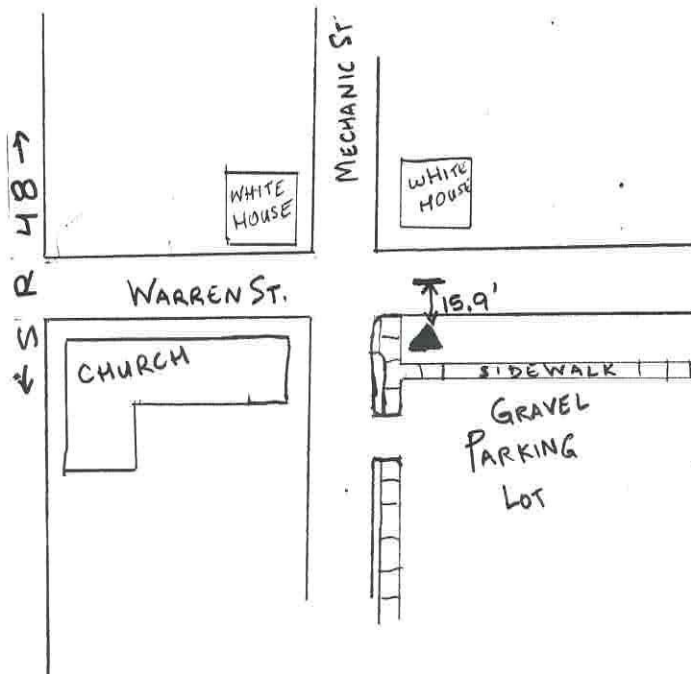 MECHANIC ST
← SR 48 →
WHITE
HOUSE
WHITE
HOUSE
WARREN ST.
15.9'
CHURCH
SIDEWALK
GRAVEL
PARKING
LOT